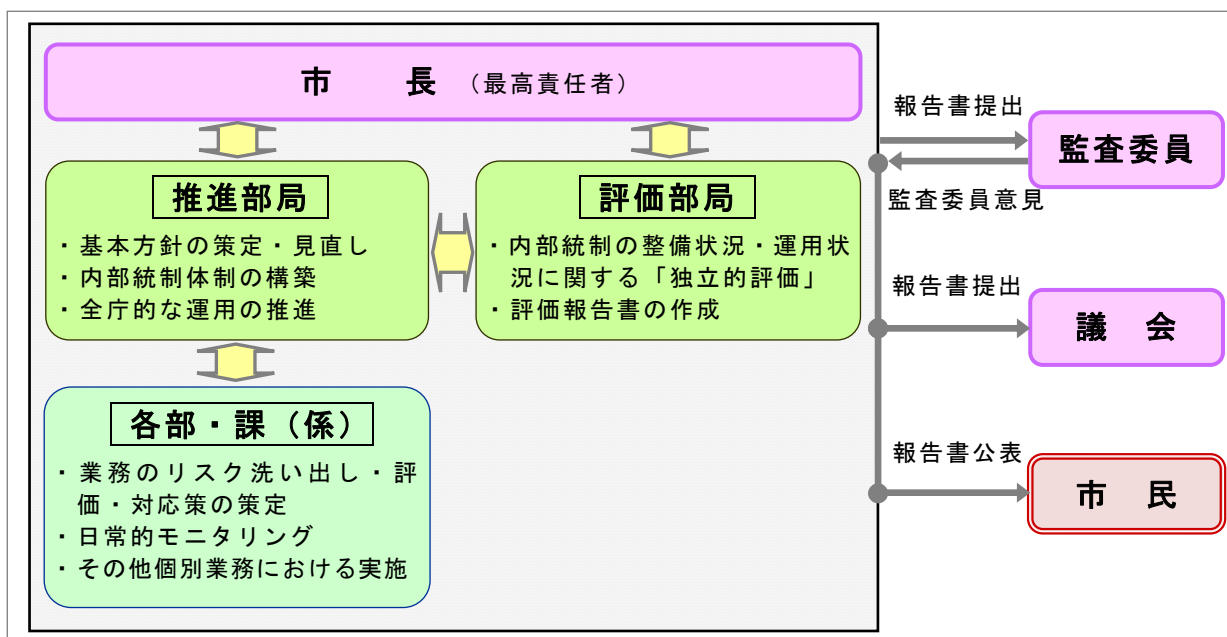 市　長（最高責任者）
推進部局
・基本方針の策定・見直し
・内部統制体制の構築
・全庁的な運用の推進
評価部局
・内部統制の整備状況・運用状
況に関する「独立的評価」
・評価報告書の作成
各部・課（係）
・業務のリスク洗い出し・評
価・対応策の策定
・日常的モニタリング
・その他個別業務における実施
報告書提出
監査委員
監査委員意見
報告書提出
議　会
報告書公表
市　民